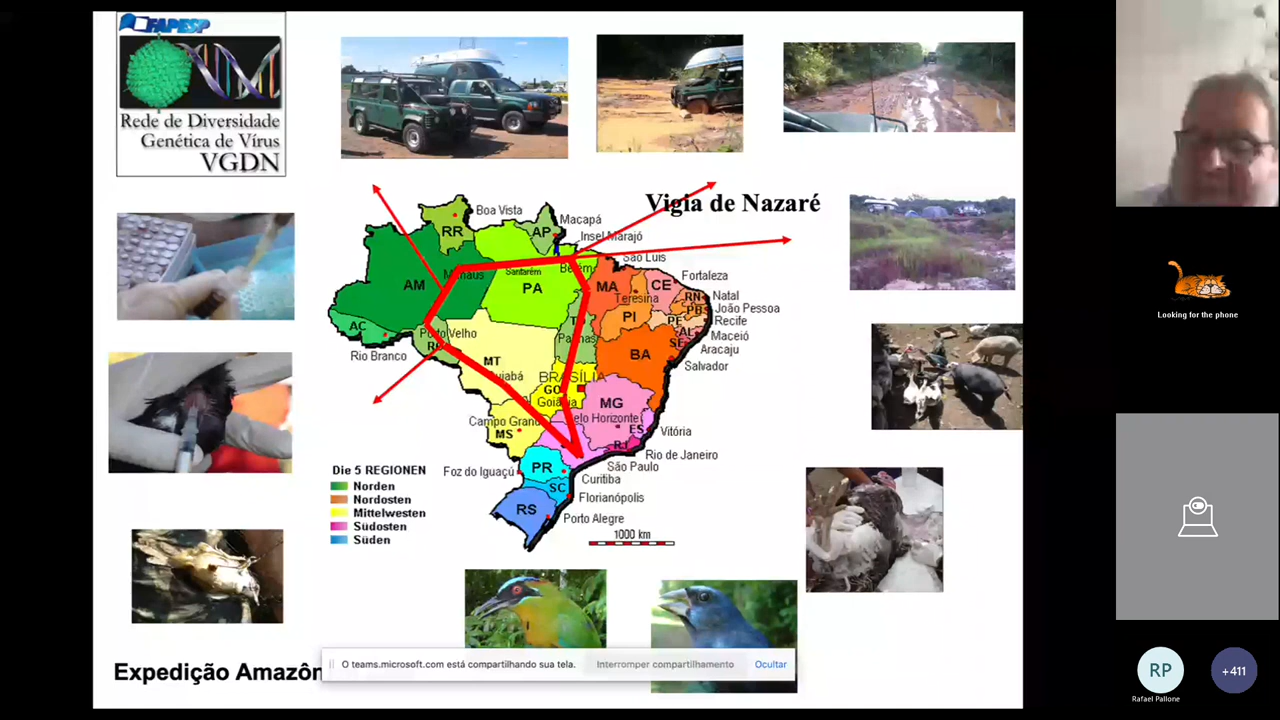 FAPESP
Rede de Diversidade
Genética de Vírus
VGDN
Vigia de Nazaré
Boa Vista
RR
Macapá
AP
Insel Marajó
Belém
São Luis
Manaus
Santarém
Fortaleza
AM
PA
MA
CE
Teresina
RN
Natal
PB
João Pessoa
PI
PE
Recife
AC
Porto Velho
AL
Maceió
SE
Aracaju
Rio Branco
MT
BA
Salvador
BRASÍLIA
GO
Goiânia
MG
Belo Horizonte
Campo Grand
MS
ES
Vitória
RJ
Rio de Janeiro
São Paulo
Foz do Iguaçú
PR
Curitiba
SC
Florianópolis
RS
Porto Alegre
1000 km
Die 5 REGIONEN
Norden
Nordosten
Mittelwesten
Südosten
Süden
Expedição Amazôn
O teams.microsoft.com está compartilhando sua tela.
Interromper compartilhamento
Ocultar
Looking for the phone
RP
Rafael Pallone
+411